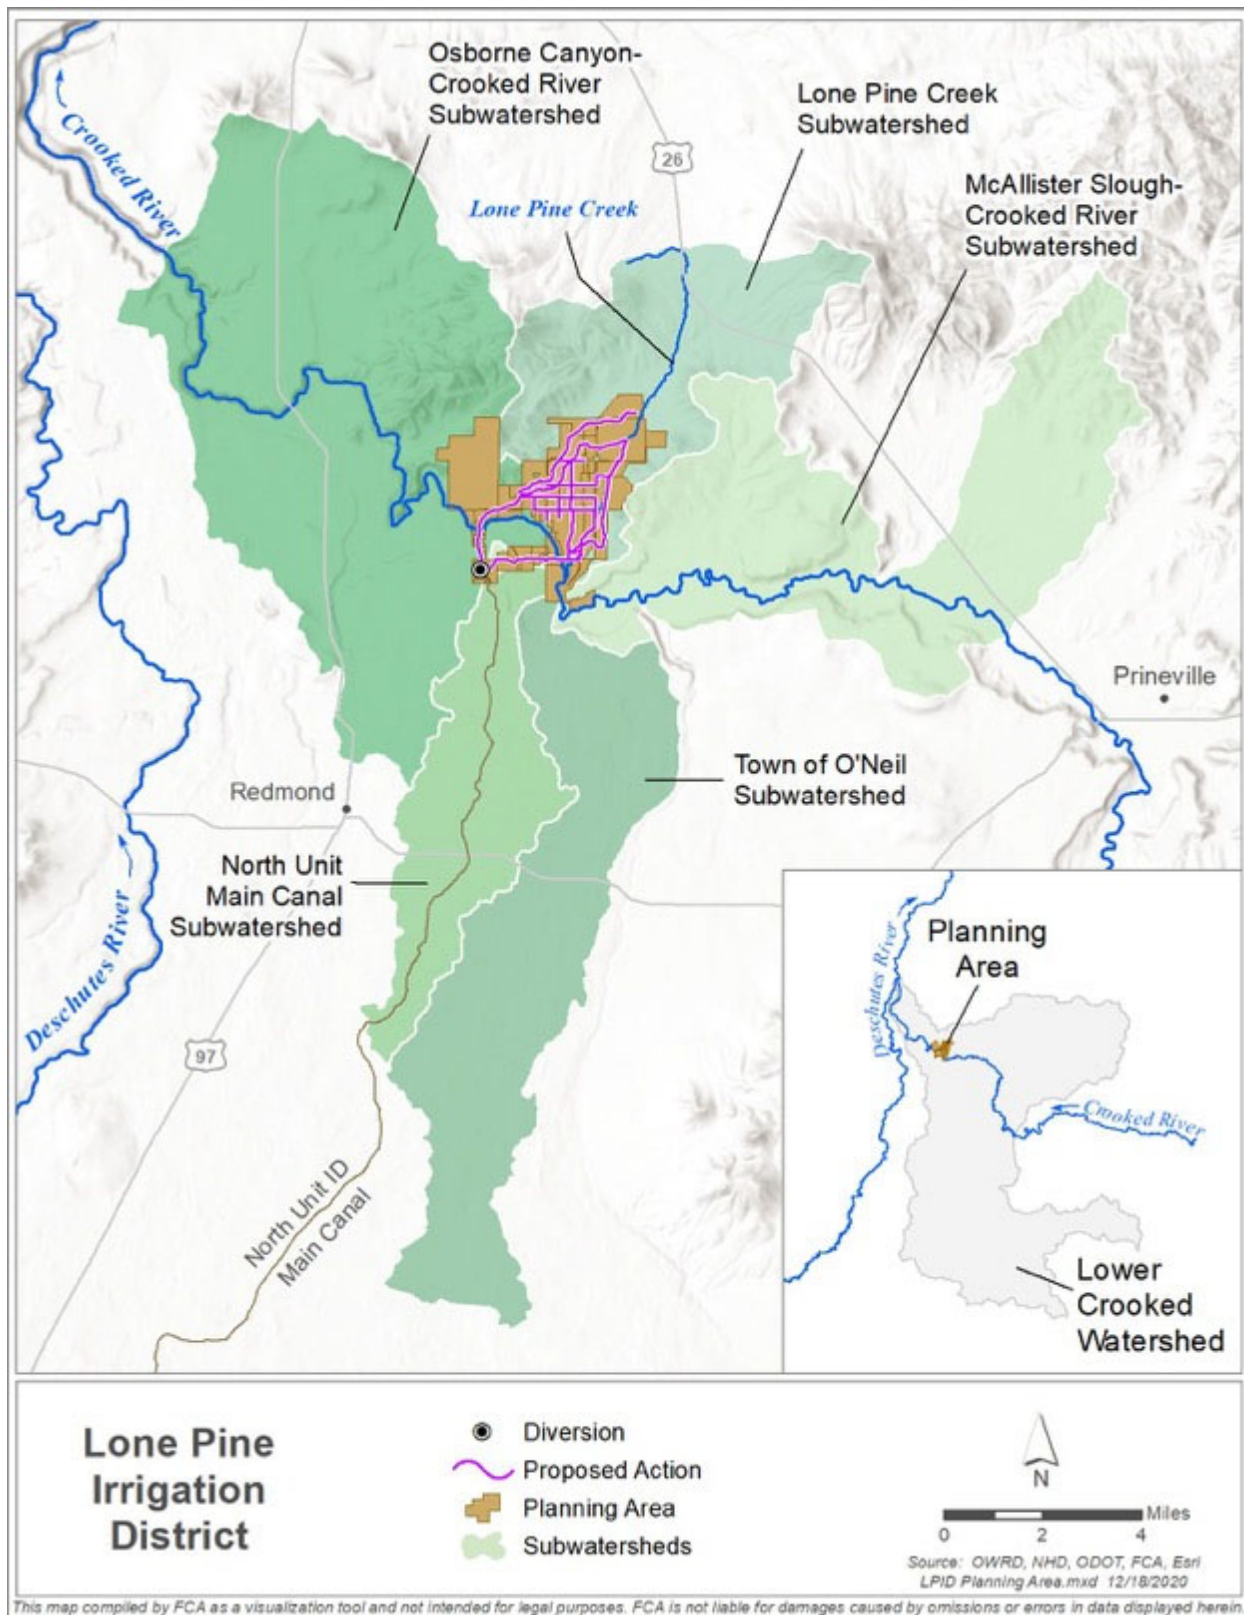 Osborne Canyon-
Crooked River
Subwatershed
Lone Pine Creek
Subwatershed
26
McAllister Slough-
Crooked River
Subwatershed
Crooked River
Lone Pine Creek
Prineville
Town of O'Neil
Subwatershed
Redmond
North Unit
Main Canal
Subwatershed
Deschutes River
97
North Unit ID
Main Canal
Planning
Area
Deschutes River
Crooked River
Lower
Crooked
Watershed
Lone Pine
Irrigation
District
Diversion
Proposed Action
Planning Area
Subwatersheds
N
Miles
0 2 4
Source: OWRD, NHD, ODOT, FCA, Esri
LPID Planning Area.mxd 12/18/2020
This map compiled by FCA as a visualization tool and not intended for legal purposes. FCA is not liable for damages caused by omissions or errors in data displayed herein